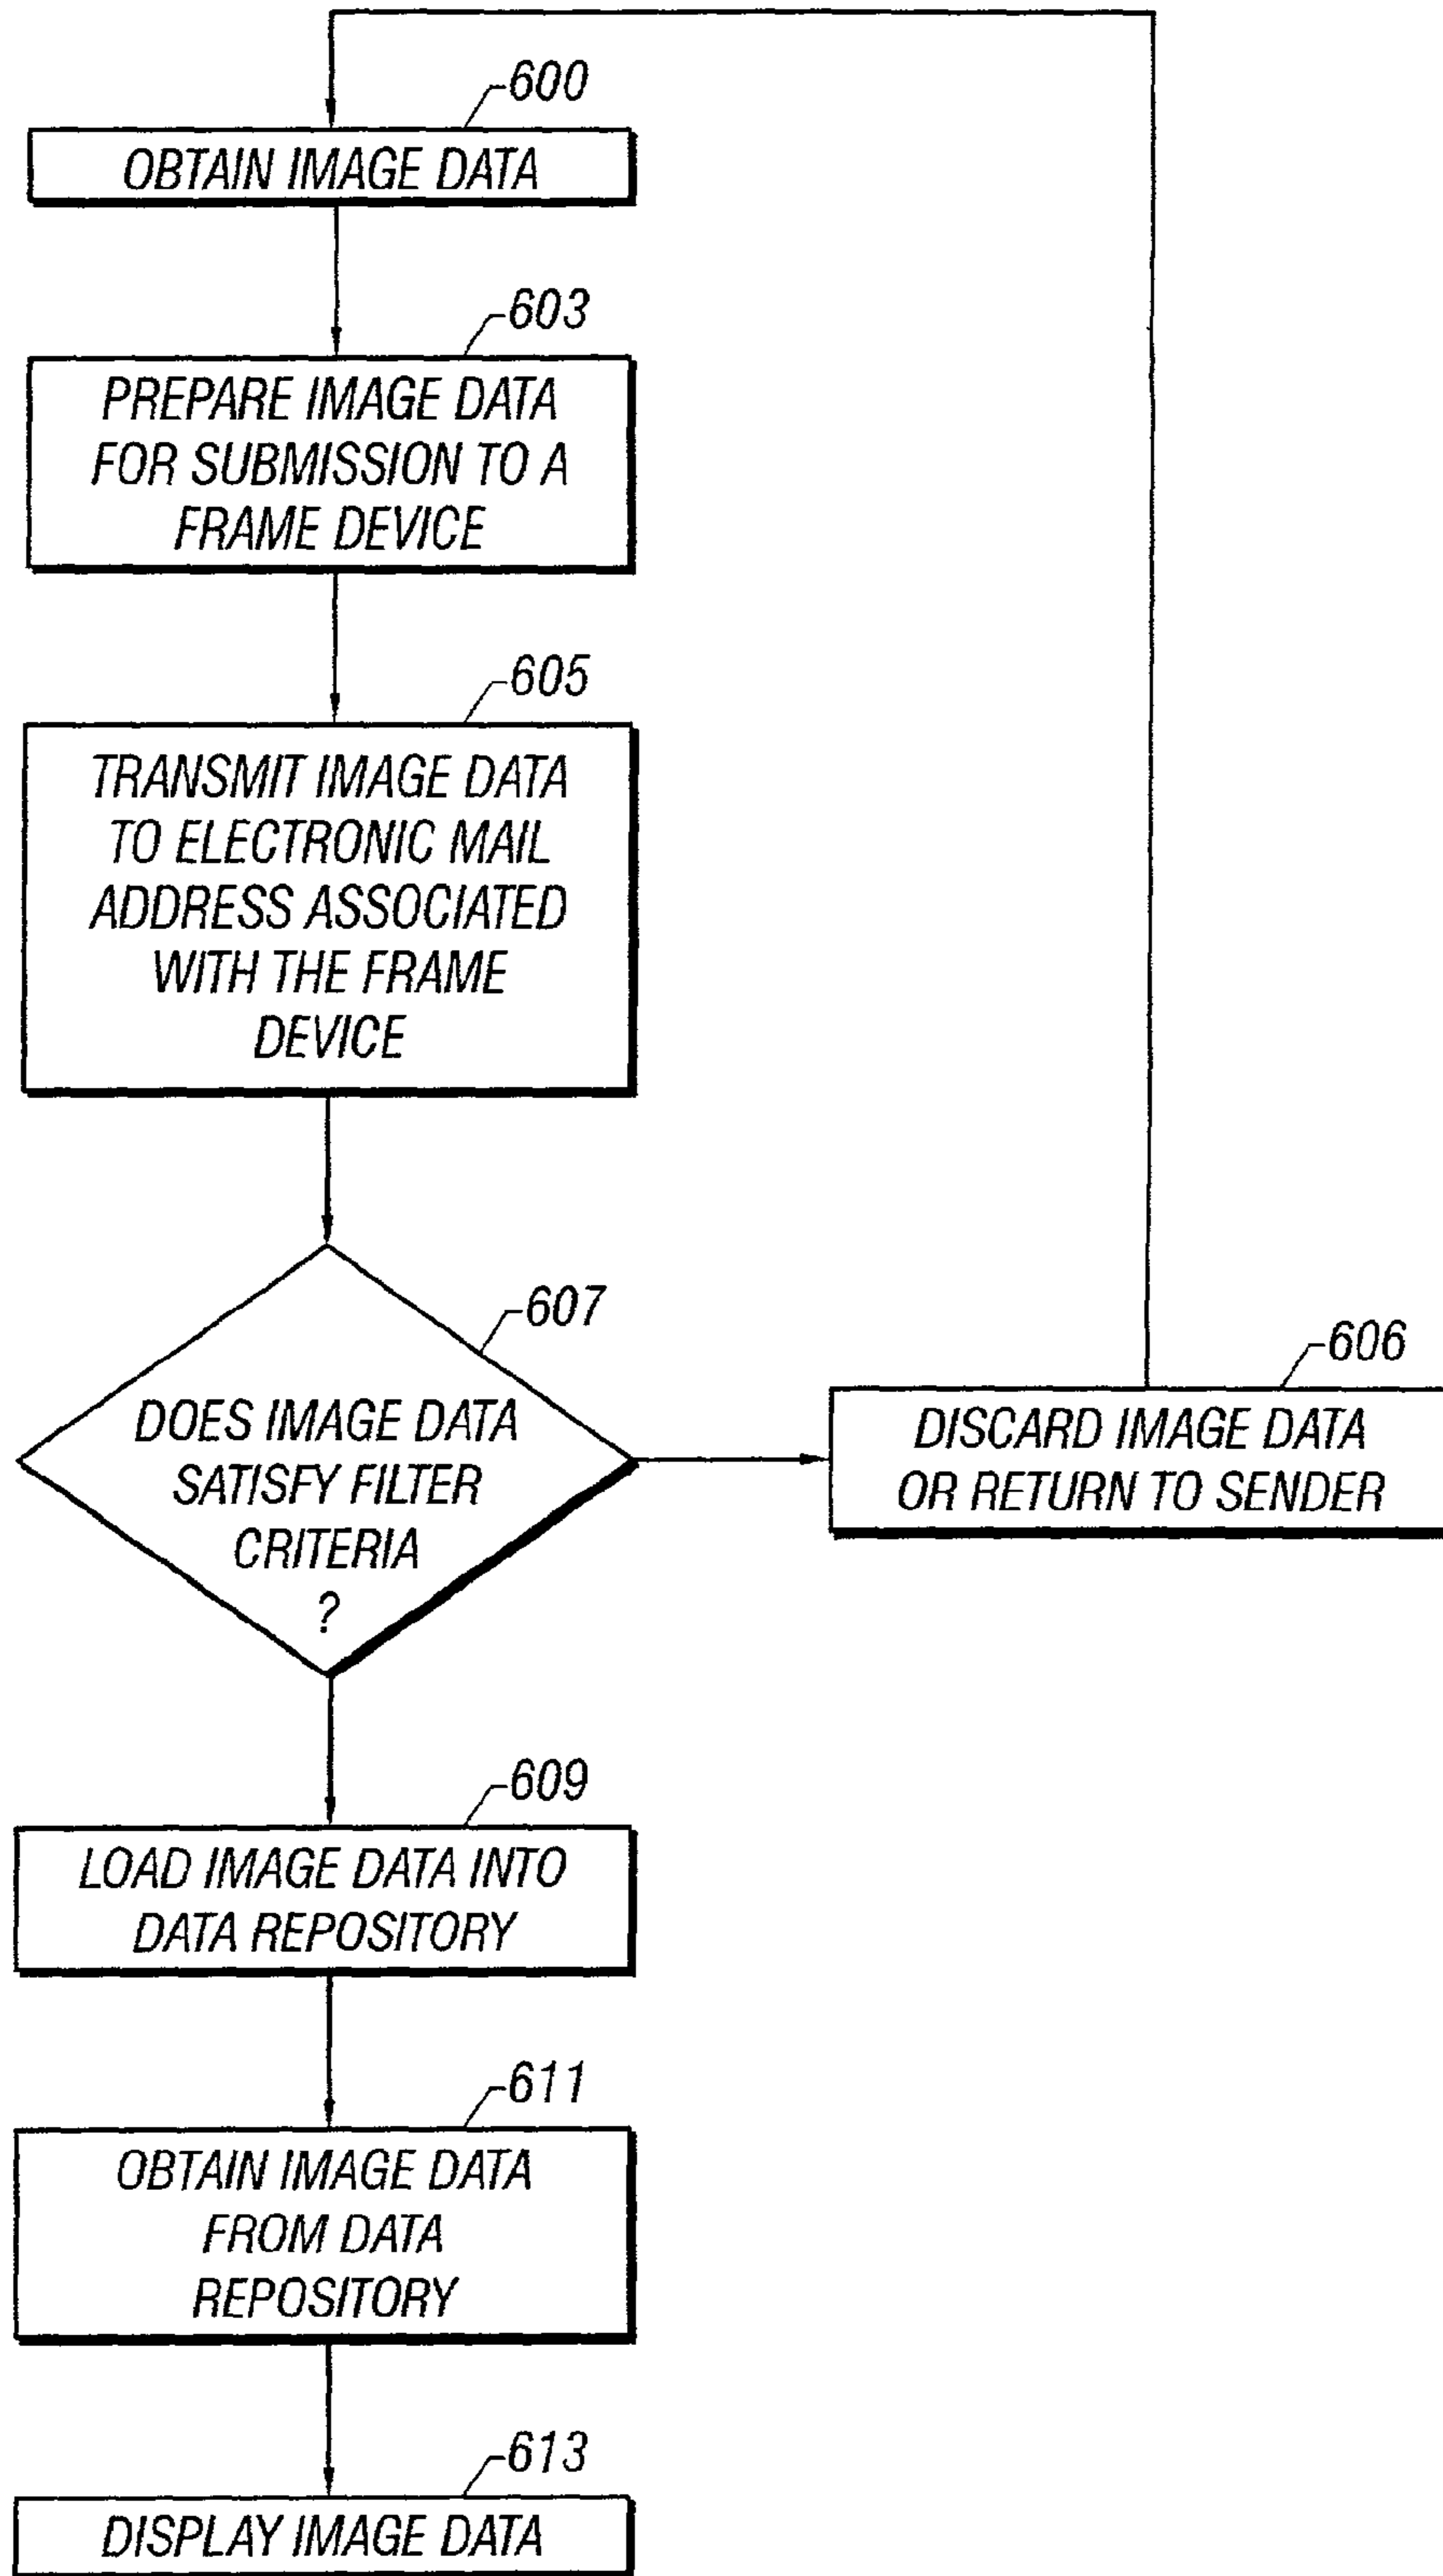 600
OBTAIN IMAGE DATA
603
PREPARE IMAGE DATA
FOR SUBMISSION TO A
FRAME DEVICE
605
TRANSMIT IMAGE DATA
TO ELECTRONIC MAIL
ADDRESS ASSOCIATED
WITH THE FRAME
DEVICE
607
DOES IMAGE DATA
SATISFY FILTER
CRITERIA
?
606
DISCARD IMAGE DATA
OR RETURN TO SENDER
609
LOAD IMAGE DATA INTO
DATA REPOSITORY
611
OBTAIN IMAGE DATA
FROM DATA
REPOSITORY
613
DISPLAY IMAGE DATA